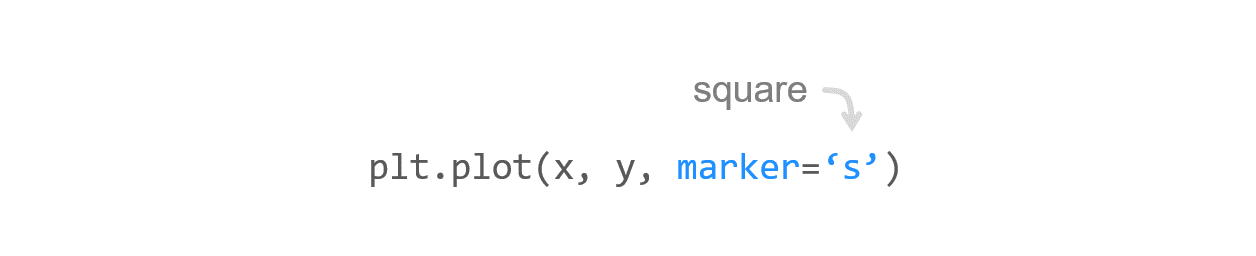 square
plt.plot(x, y, marker=‘s’)